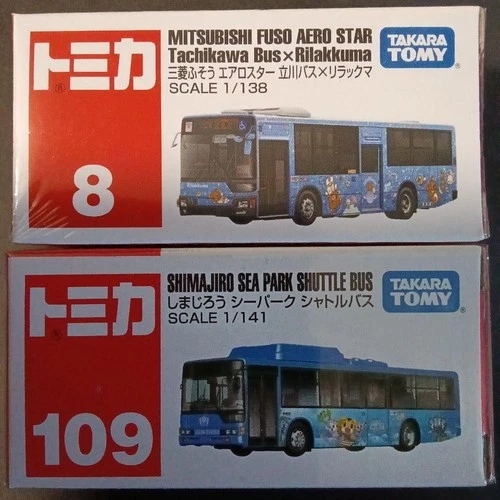 トミカ
8
MITSUBISHI FUSO AERO STAR
Tachikawa Bus×Rilakkuma
三菱ふそう エアロスター 立川バス×リラックマ
SCALE 1/138
TAKARA
TOMY
トミカ
109
SHIMAJIRO SEA PARK SHUTTLE BUS
しまじろう シーパーク シャトルバス
SCALE 1/141
TAKARA
TOMY